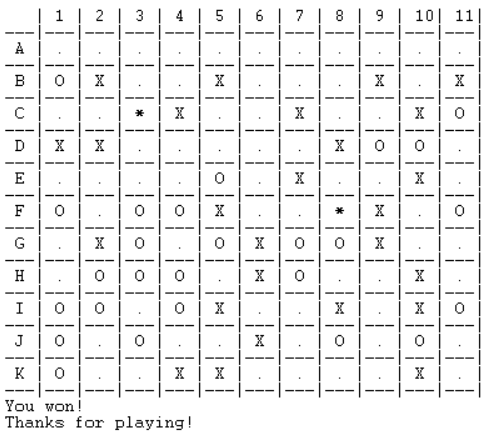 | 1 | 2 | 3 | 4 | 5 | 6 | 7 | 8 | 9 | 10| 11|
A | . | . | . | . | . | . | . | . | . | . | . |
B | O | X | . | . | X | . | . | . | X | . | X |
C | . | . | * | X | . | . | X | . | . | X | O |
D | X | X | . | . | . | . | . | X | O | O | . |
E | . | . | . | . | O | . | X | . | . | X | . |
F | O | . | O | O | X | . | . | * | X | . | O |
G | . | X | O | . | O | X | O | O | X | . | . |
H | . | O | O | O | . | X | O | . | . | X | . |
I | O | O | . | O | X | . | . | X | . | X | O |
J | O | . | O | . | . | X | . | O | . | O | . |
K | O | . | . | X | X | . | . | . | . | X | . |
You won!
Thanks for playing!